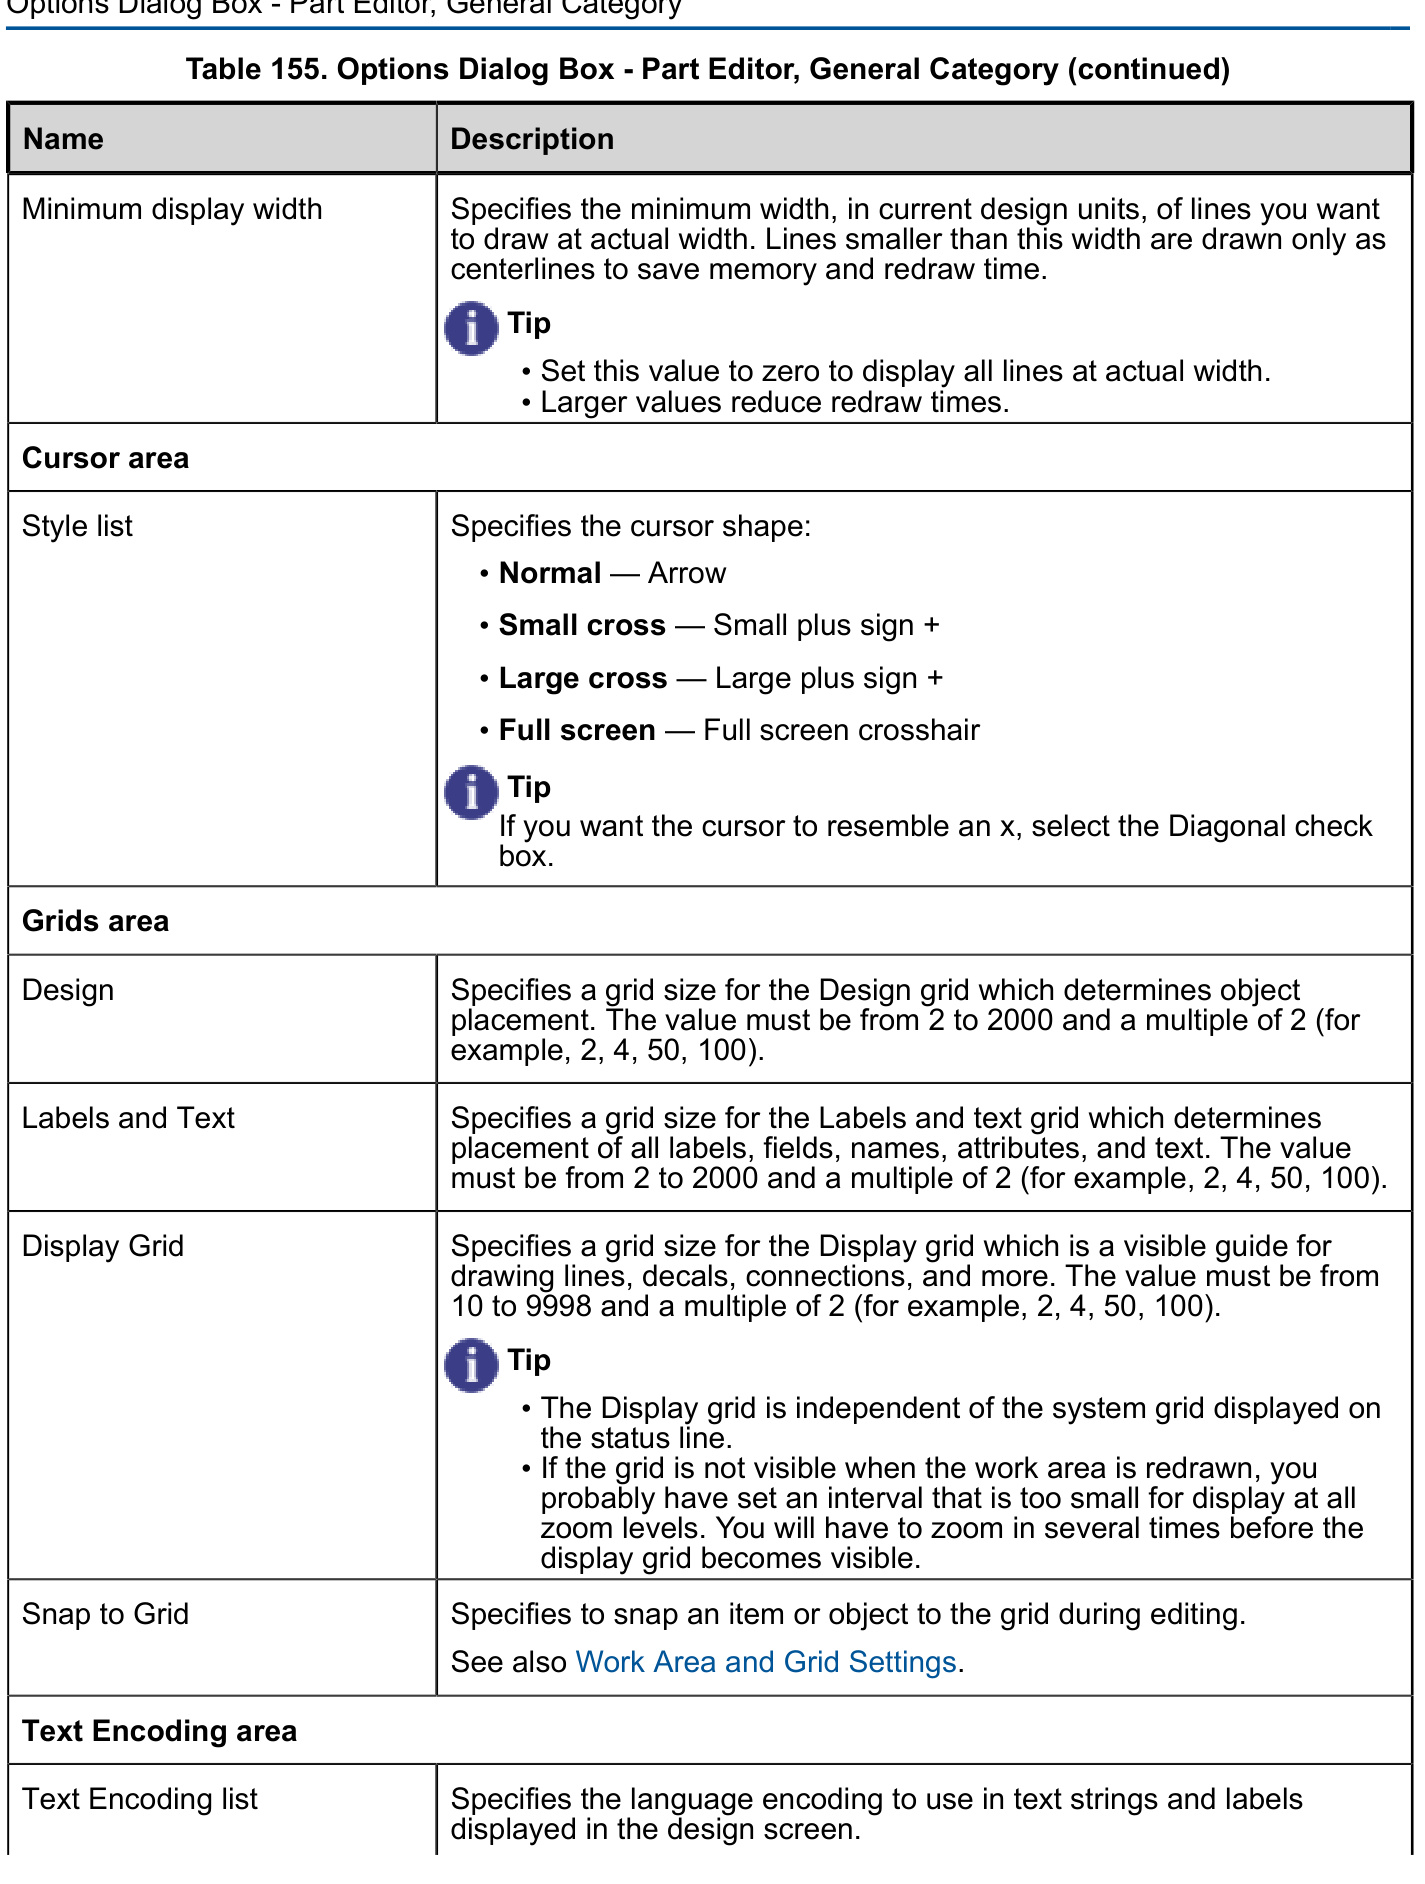 Options Dialog Box - Part Editor, General Category
Table 155. Options Dialog Box - Part Editor, General Category (continued)
Name
Description
Minimum display width
Specifies the minimum width, in current design units, of lines you want
to draw at actual width. Lines smaller than this width are drawn only as
centerlines to save memory and redraw time.
i Tip
• Set this value to zero to display all lines at actual width.
• Larger values reduce redraw times.
Cursor area
Style list
Specifies the cursor shape:
• Normal — Arrow
• Small cross — Small plus sign +
• Large cross — Large plus sign +
• Full screen — Full screen crosshair
i Tip
If you want the cursor to resemble an x, select the Diagonal check
box.
Grids area
Design
Specifies a grid size for the Design grid which determines object
placement. The value must be from 2 to 2000 and a multiple of 2 (for
example, 2, 4, 50, 100).
Labels and Text
Specifies a grid size for the Labels and text grid which determines
placement of all labels, fields, names, attributes, and text. The value
must be from 2 to 2000 and a multiple of 2 (for example, 2, 4, 50, 100).
Display Grid
Specifies a grid size for the Display grid which is a visible guide for
drawing lines, decals, connections, and more. The value must be from
10 to 9998 and a multiple of 2 (for example, 2, 4, 50, 100).
i Tip
• The Display grid is independent of the system grid displayed on
the status line.
• If the grid is not visible when the work area is redrawn, you
probably have set an interval that is too small for display at all
zoom levels. You will have to zoom in several times before the
display grid becomes visible.
Snap to Grid
Specifies to snap an item or object to the grid during editing.
See also Work Area and Grid Settings.
Text Encoding area
Text Encoding list
Specifies the language encoding to use in text strings and labels
displayed in the design screen.